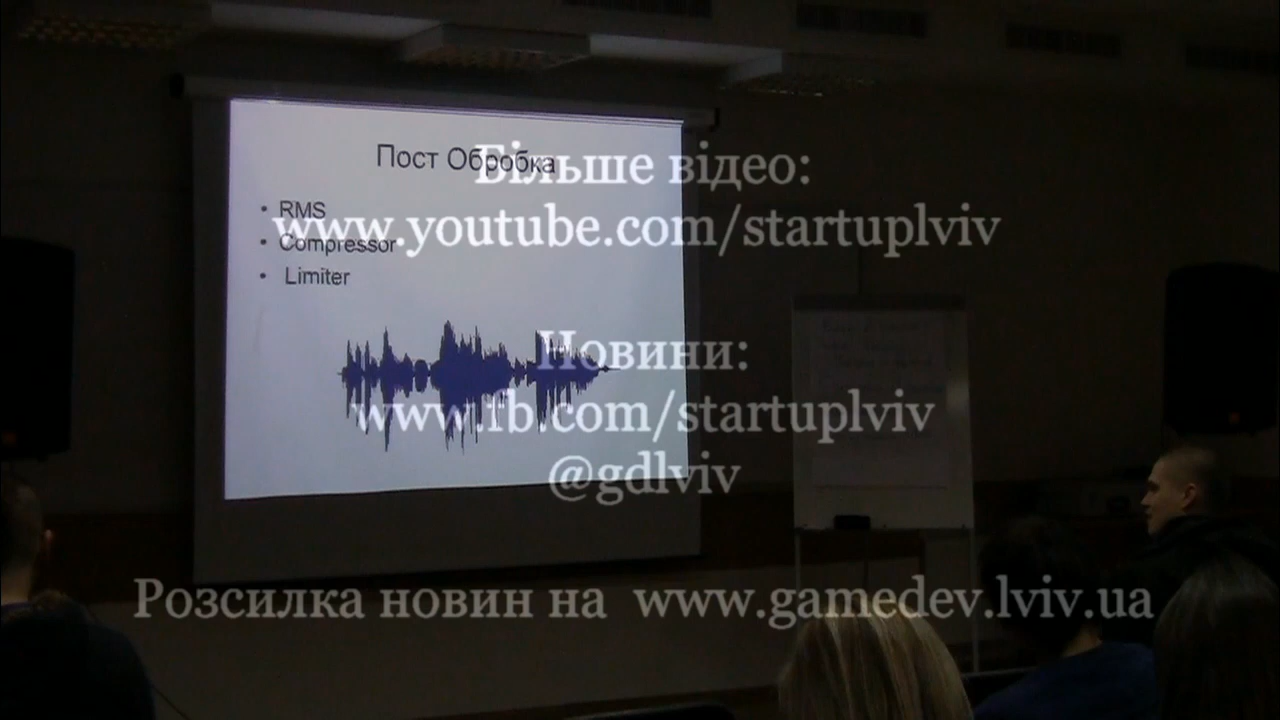 Пост Обробка
• RMS
• Compressor
• Limiter
Більше відео:
www.youtube.com/startuplviv
Новини:
www.fb.com/startuplviv
@gdlviv
Розсилка новин на www.gamedev.lviv.ua